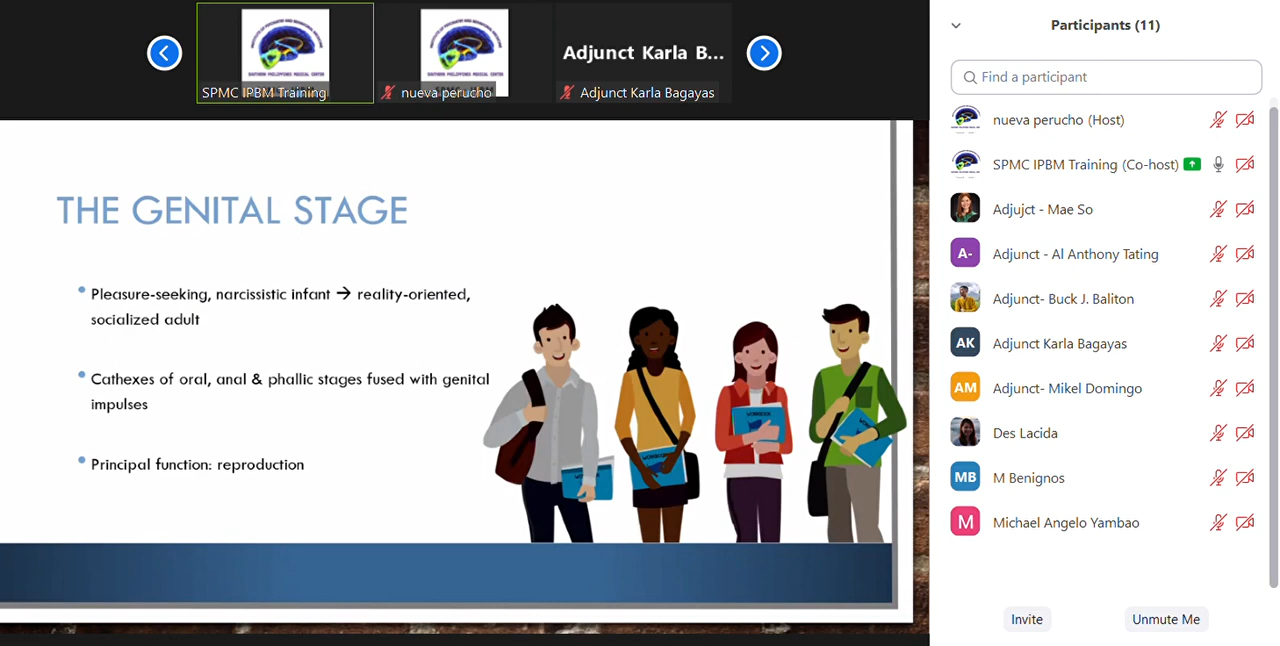 Adjunct Karla B...
SPMC IPBM Training
nueva perucho
Adjunct Karla Bagayas
THE GENITAL STAGE
• Pleasure-seeking, narcissistic infant → reality-oriented,
socialized adult
• Cathexes of oral, anal & phallic stages fused with genital
impulses
• Principal function: reproduction
Participants (11)
Find a participant
nueva perucho (Host)
SPMC IPBM Training (Co-host)
Adjujct - Mae So
A-
Adjunct - Al Anthony Tating
Adjunct- Buck J. Baliton
AK
Adjunct Karla Bagayas
AM
Adjunct- Mikel Domingo
Des Lacida
MB
M Benignos
M
Michael Angelo Yambao
Invite
Unmute Me